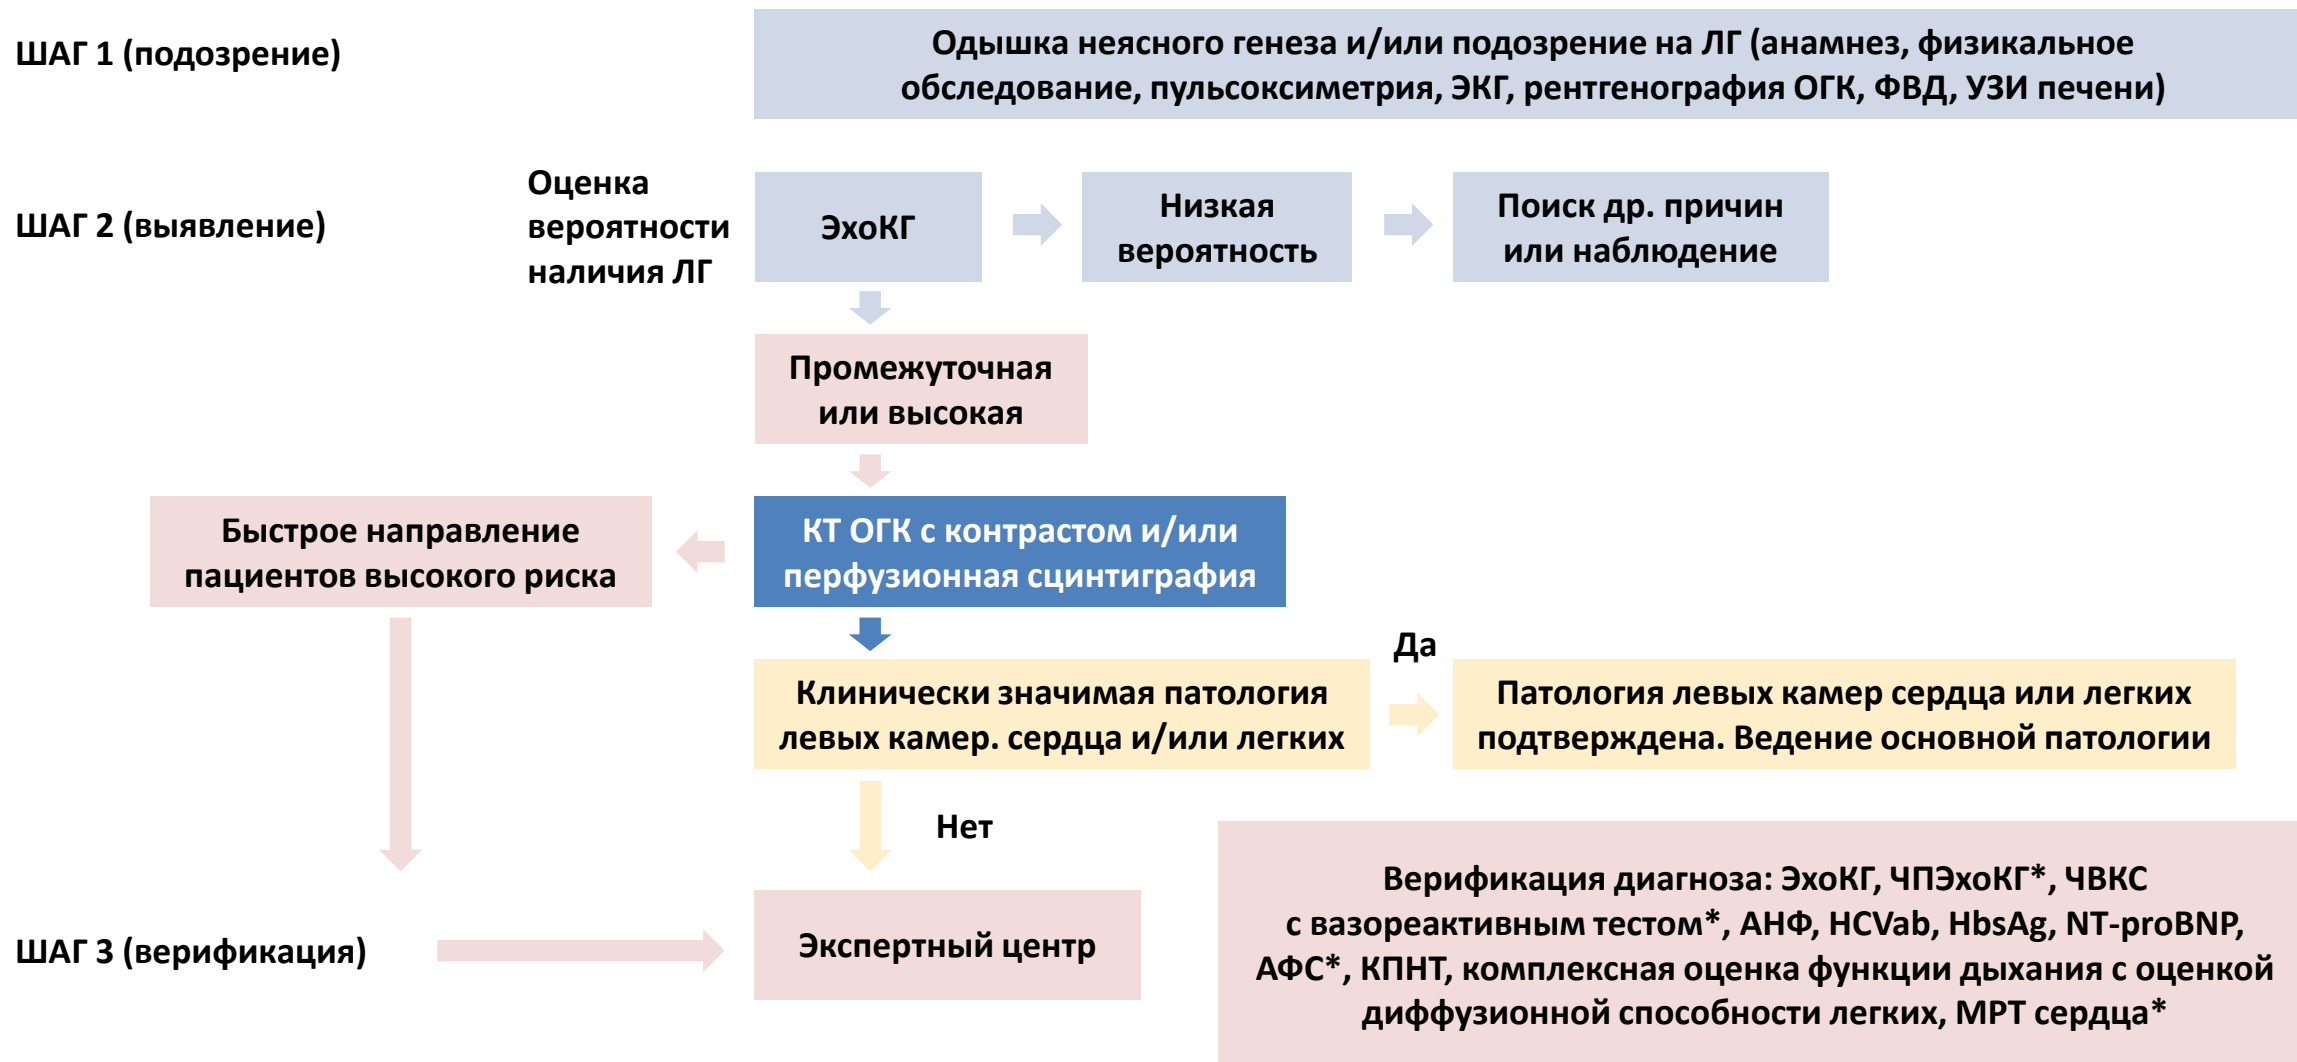 ШАГ 1 (подозрение)
Одышка неясного генеза и/или подозрение на ЛГ (анамнез, физикальное
обследование, пульсоксиметрия, ЭКГ, рентгенография ОГК, ФВД, УЗИ печени)
ШАГ 2 (выявление)
Оценка
вероятности
наличия ЛГ
ЭхоКГ
Низкая
вероятность
Поиск др. причин
или наблюдение
Промежуточная
или высокая
Быстрое направление
пациентов высокого риска
КТ ОГК с контрастом и/или
перфузионная сцинтиграфия
Клинически значимая патология
левых камер. сердца и/или легких
Да
Патология левых камер сердца или легких
подтверждена. Ведение основной патологии
Нет
ШАГ 3 (верификация)
Экспертный центр
Верификация диагноза: ЭхоКГ, ЧПЭхоКГ*, ЧВКС
с вазореактивным тестом*, АНФ, HCVab, HbsAg, NT-proBNP,
АФС*, КПНТ, комплексная оценка функции дыхания с оценкой
диффузионной способности легких, МРТ сердца*